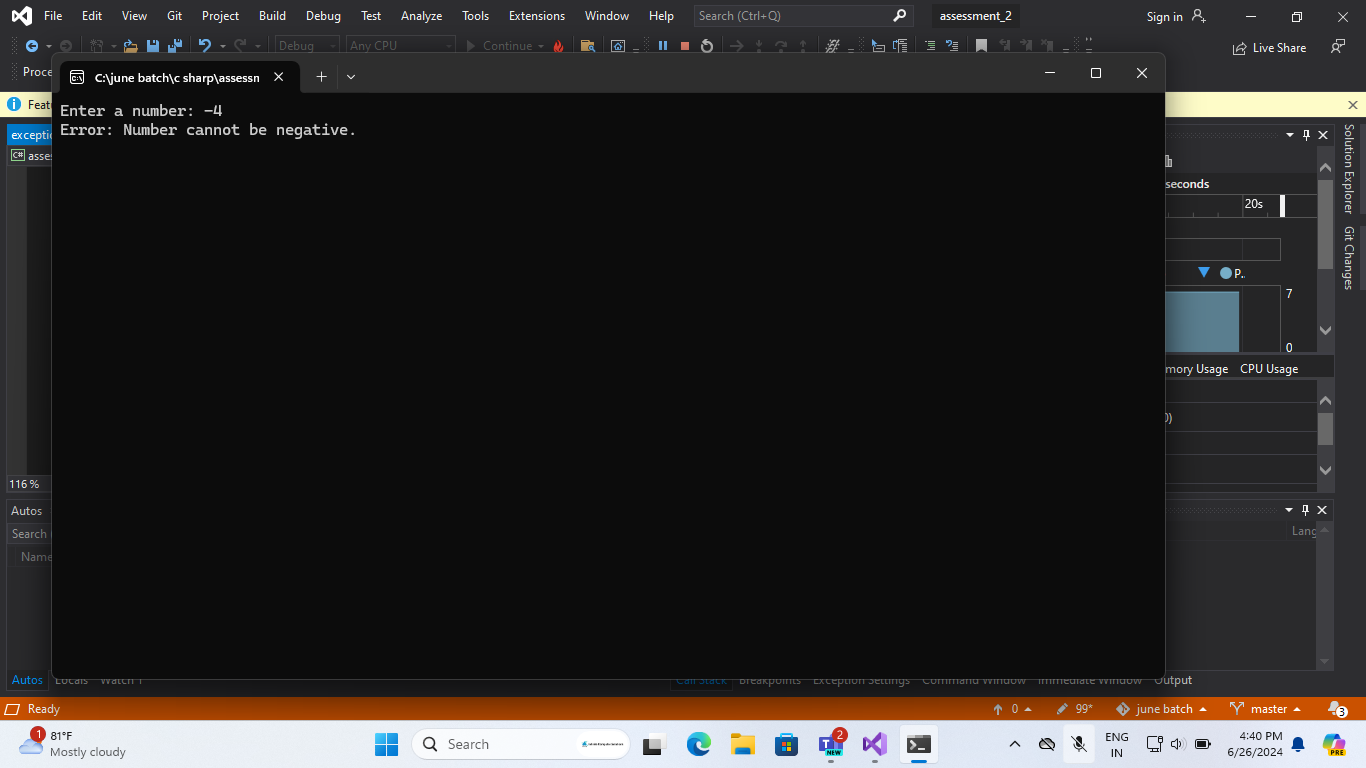 File Edit View Git Project Build Debug Test Analyze Tools Extensions Window Help Search (Ctrl+Q) assessment_2 Sign in
Debug Any CPU Continue Live Share
C:\june batch\c sharp\assessn
Enter a number: -4
Error: Number cannot be negative.
seconds
20s
P..
7
0
mory Usage CPU Usage
0)
Solution Explorer
Git Changes
116 %
Autos
Search
Name
Lang
Autos Locals Watch 1 Call Stack Breakpoints Exception Settings Command Window Immediate Window Output
Ready 0 99* june batch master 3
1 81°F
Mostly cloudy
Search
2
NEW
ENG
IN
4:40 PM
6/26/2024
PRE